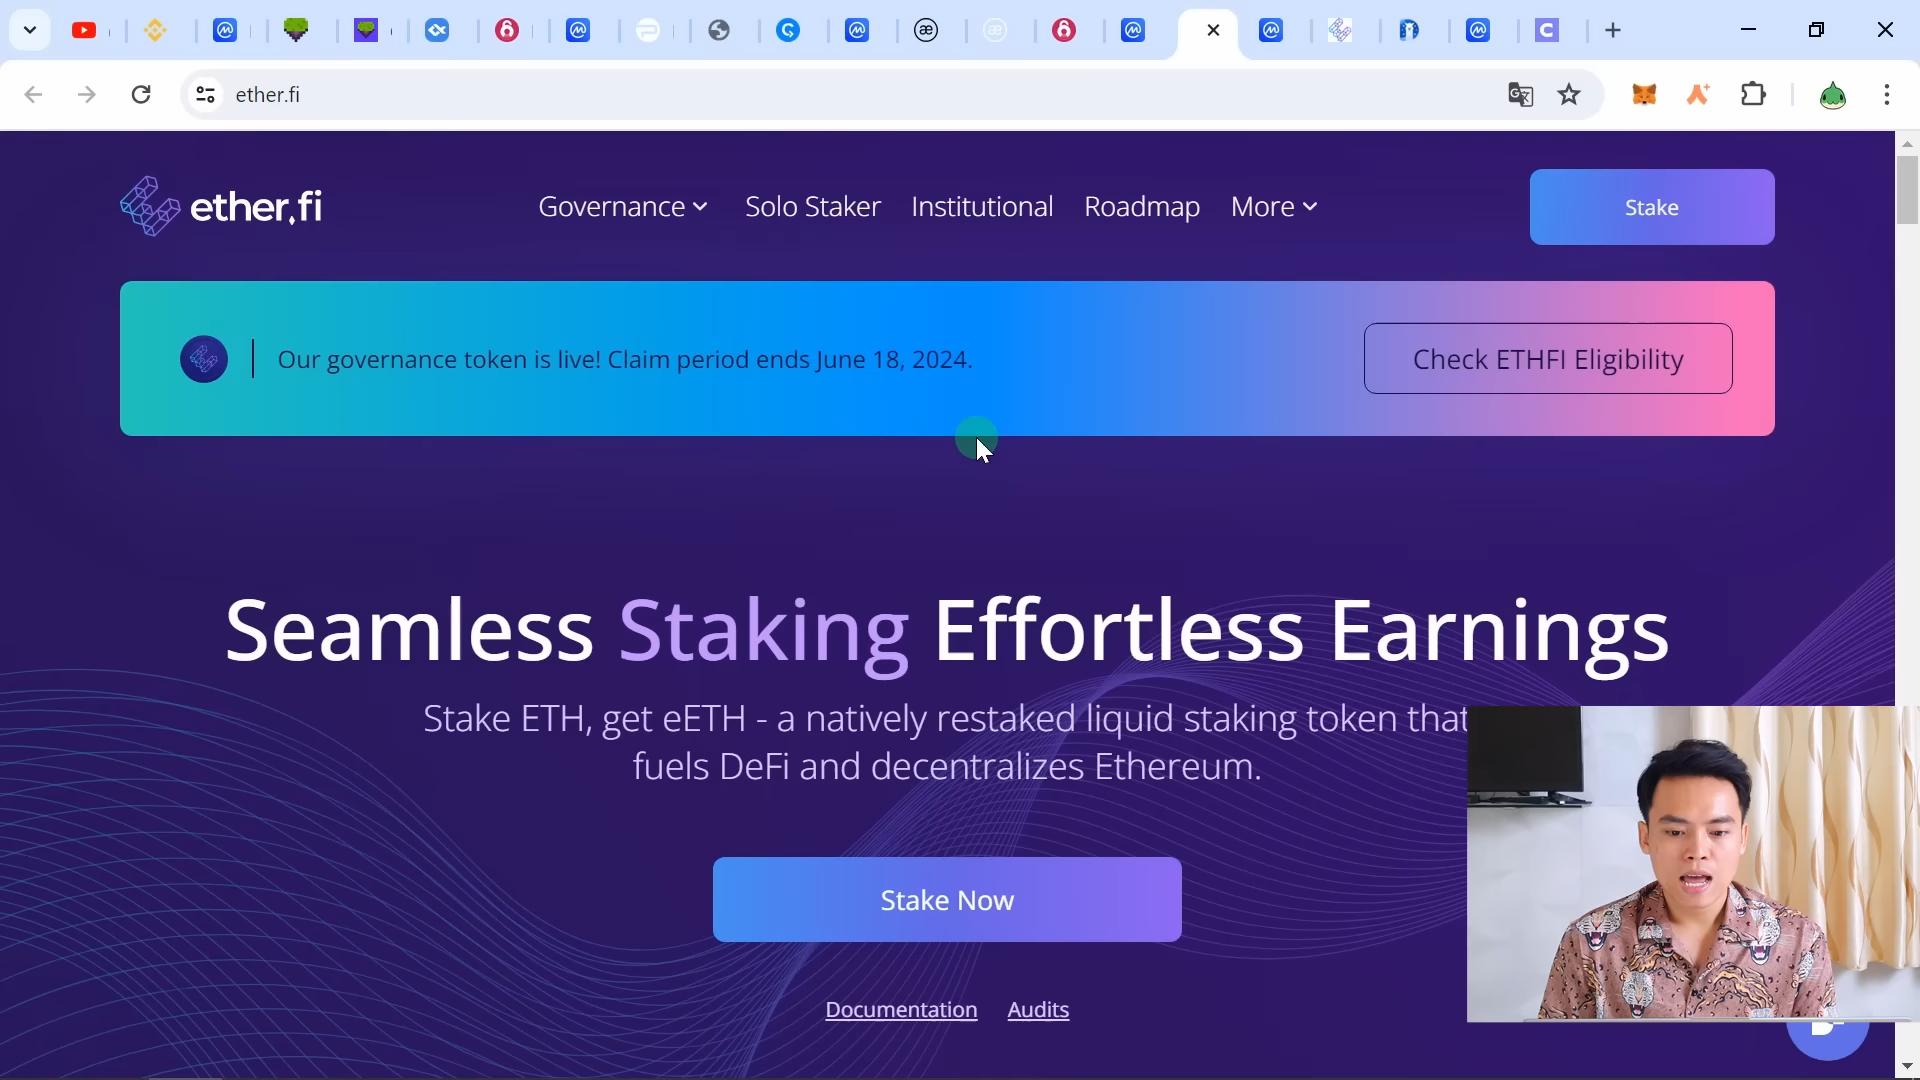 ether.fi
ether.fi
Governance
Solo Staker
Institutional
Roadmap
More
Stake
Our governance token is live! Claim period ends June 18, 2024.
Check ETHFI Eligibility
Seamless Staking Effortless Earnings
Stake ETH, get eETH - a natively restaked liquid staking token that
fuels DeFi and decentralizes Ethereum.
Stake Now
Documentation
Audits